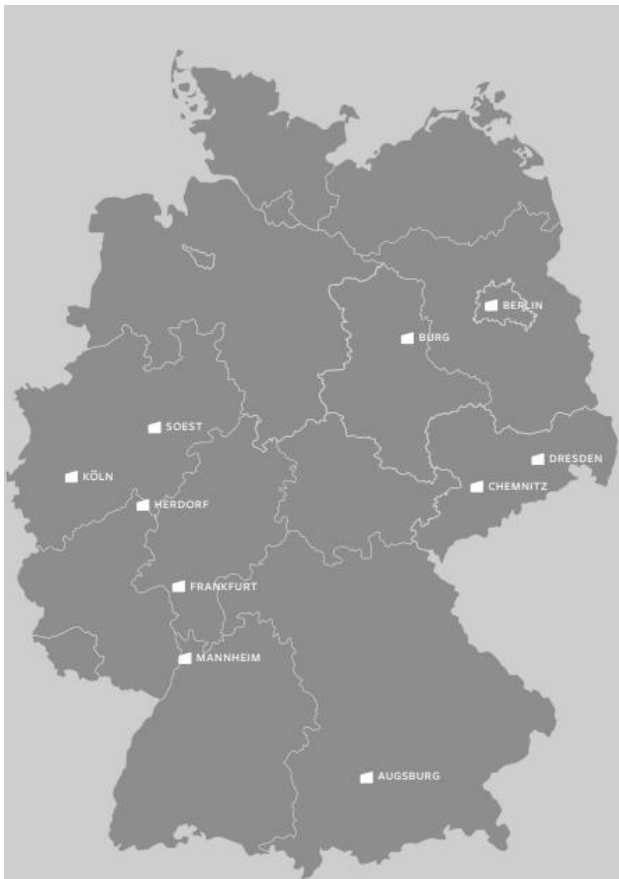 BERLIN
BURG
SOEST
DRESDEN
KÖLN
CHEMNITZ
HERDORF
FRANKFURT
MANNHEIM
AUGSBURG